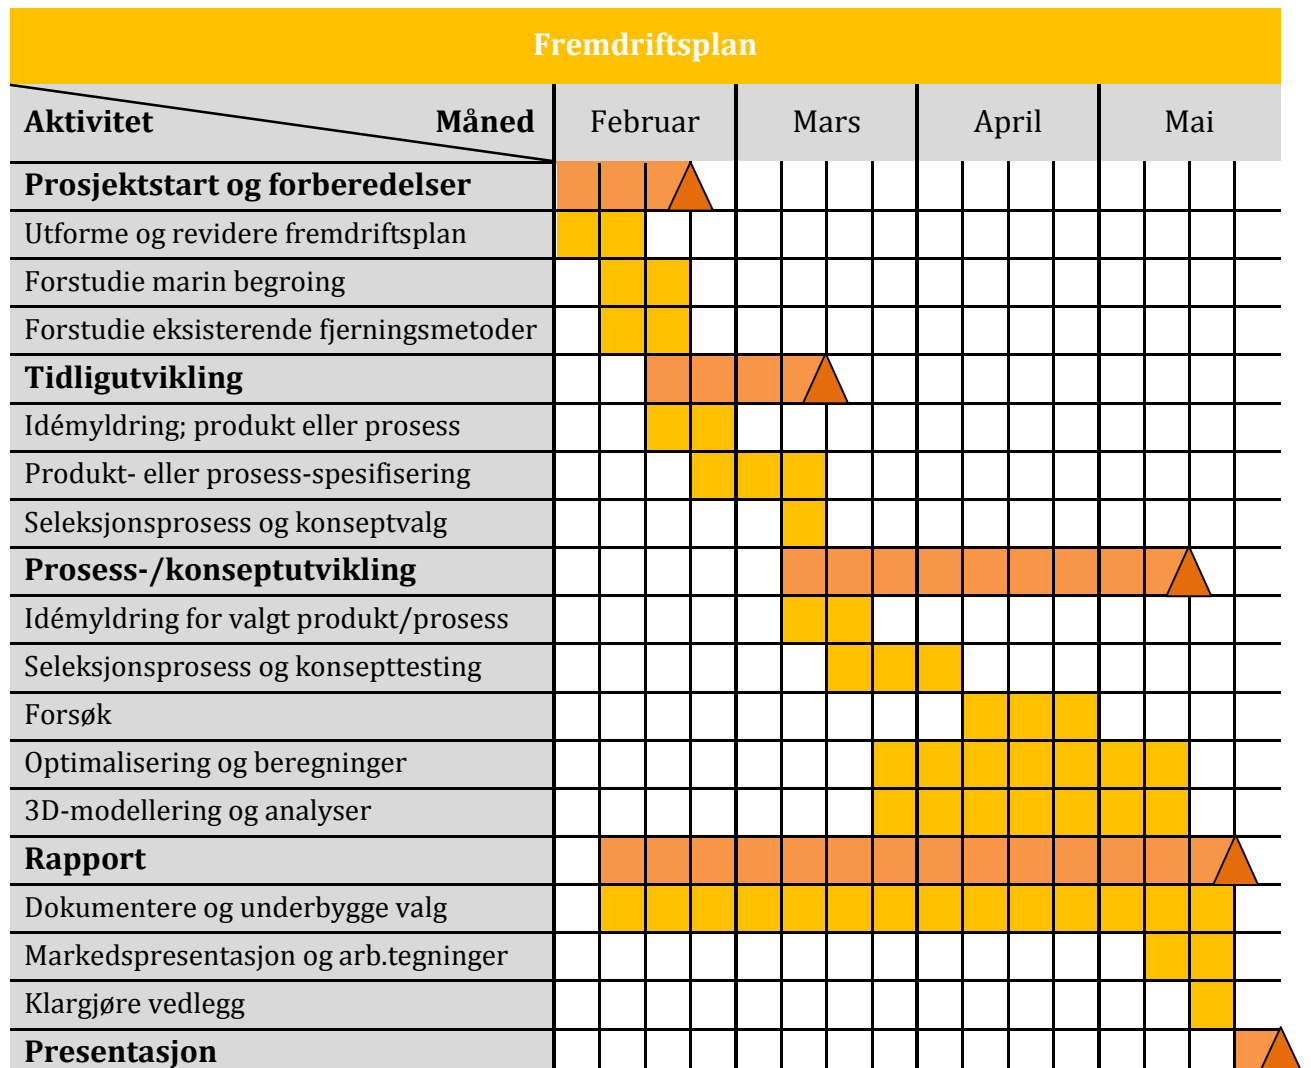 Fremdriftsplan
Aktivitet Måned Februar Mars April Mai
Prosjektstart og forberedelser
Utforme og revidere fremdriftsplan
Forstudie marin begroing
Forstudie eksisterende fjerningsmetoder
Tidligutvikling
Idémyldring; produkt eller prosess
Produkt- eller prosess-spesifisering
Seleksjonsprosess og konseptvalg
Prosess-/konseptutvikling
Idémyldring for valgt produkt/prosess
Seleksjonsprosess og konsepttesting
Forsøk
Optimalisering og beregninger
3D-modellering og analyser
Rapport
Dokumentere og underbygge valg
Markedspresentasjon og arb.tegninger
Klargjøre vedlegg
Presentasjon